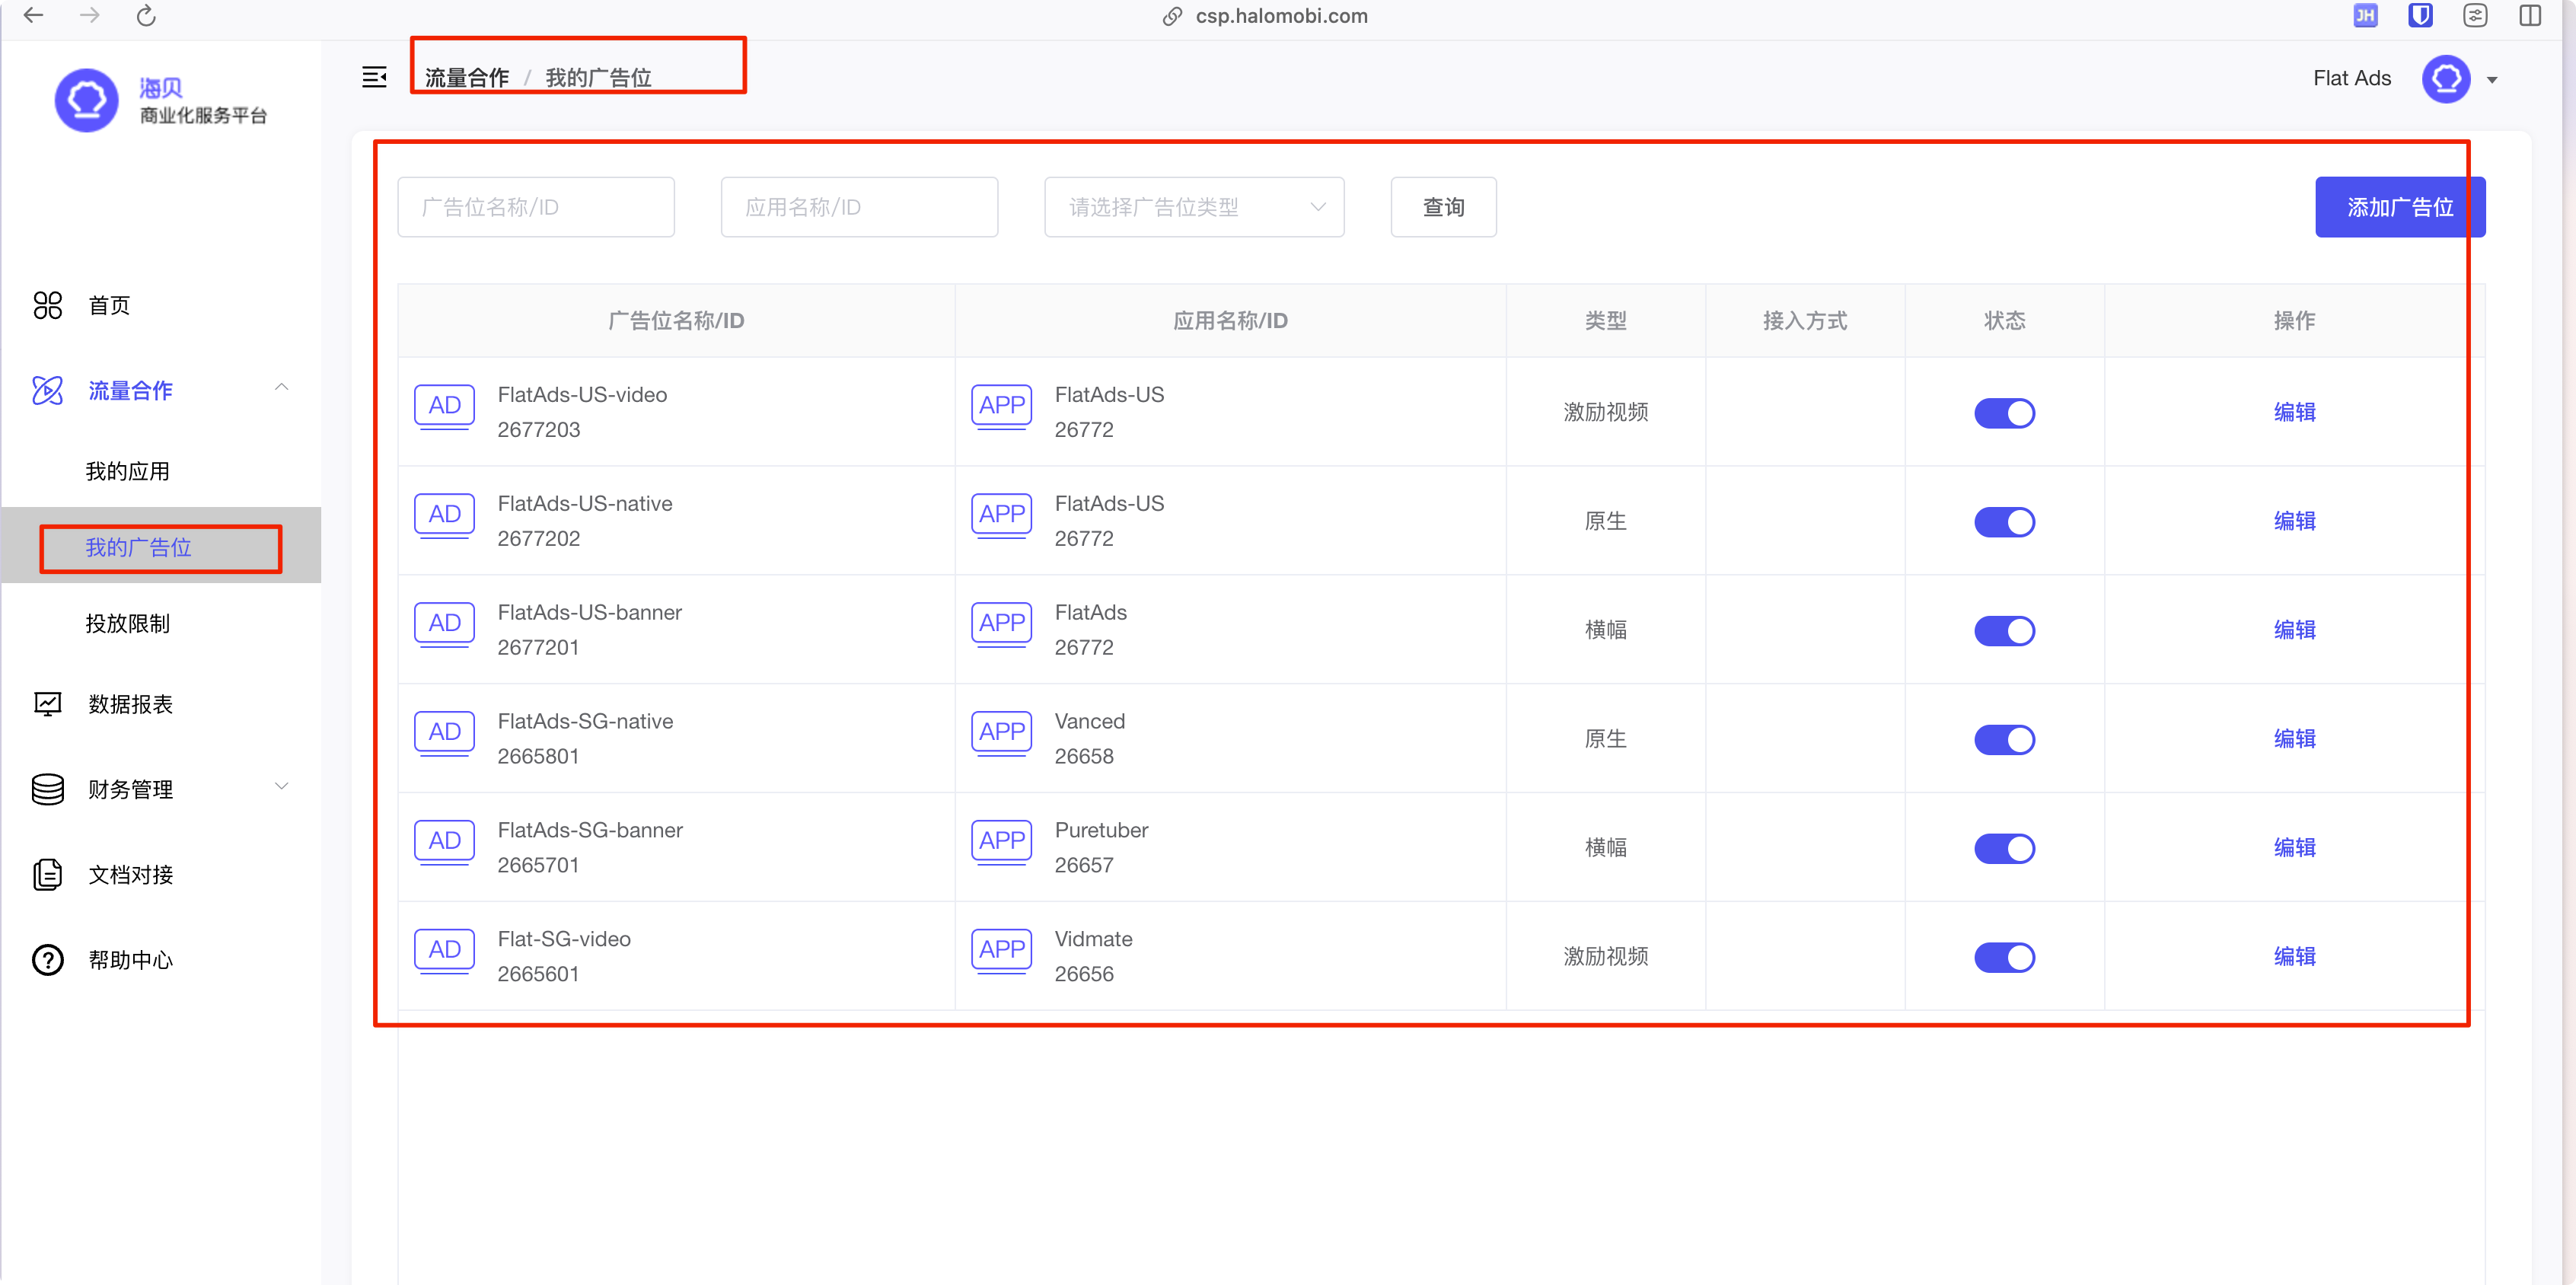 csp.halomobi.com
JH
海贝
商业化服务平台
流量合作 / 我的广告位
Flat Ads
首页
流量合作
我的应用
我的广告位
投放限制
数据报表
财务管理
文档对接
帮助中心
广告位名称/ID
应用名称/ID
请选择广告位类型
查询
添加广告位
广告位名称/ID 应用名称/ID 类型 接入方式 状态 操作
AD FlatAds-US-video APP FlatAds-US 激励视频 编辑
2677203 26772
AD FlatAds-US-native APP FlatAds-US 原生 编辑
2677202 26772
AD FlatAds-US-banner APP FlatAds 横幅 编辑
2677201 26772
AD FlatAds-SG-native APP Vanced 原生 编辑
2665801 26658
AD FlatAds-SG-banner APP Puretuber 横幅 编辑
2665701 26657
AD Flat-SG-video APP Vidmate 激励视频 编辑
2665601 26656